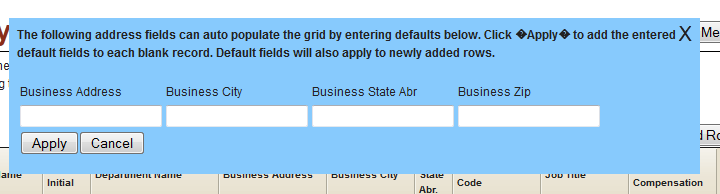 The following address fields can auto populate the grid by entering defaults below. Click �Apply� to add the entered X
default fields to each blank record. Default fields will also apply to newly added rows.
Business Address Business City Business State Abr Business Zip
Apply Cancel
Initial Department Name Business Address Business City State Abr. Code Job Title Compensation